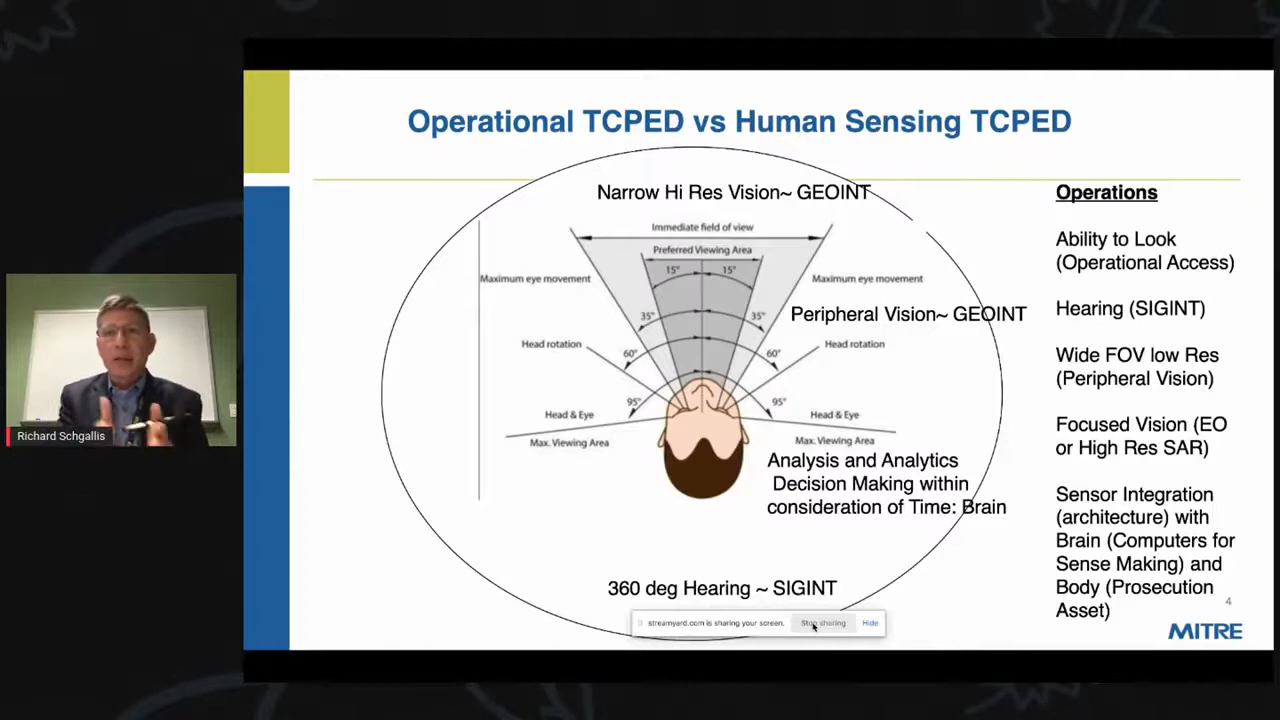 Operational TCPED vs Human Sensing TCPED
Narrow Hi Res Vision~ GEOINT
Immediate field of view
Preferred Viewing Area
15° 15°
Maximum eye movement Maximum eye movement
35° 35°
Peripheral Vision~ GEOINT
Head rotation Head rotation
60° 60°
95° 95°
Head & Eye Head & Eye
Max. Viewing Area Max. Viewing Area
Analysis and Analytics
Decision Making within
consideration of Time: Brain
360 deg Hearing ~ SIGINT
streamyard.com is sharing your screen. Stop sharing Hide
Operations
Ability to Look
(Operational Access)
Hearing (SIGINT)
Wide FOV low Res
(Peripheral Vision)
Focused Vision (EO
or High Res SAR)
Sensor Integration
(architecture) with
Brain (Computers for
Sense Making) and
Body (Prosecution
Asset)
4
MITRE
Richard Schgallis